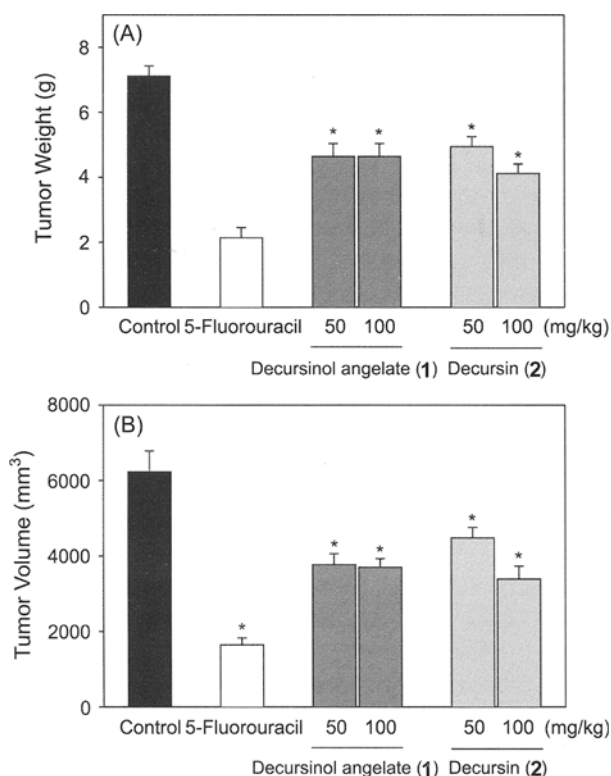 (A)
Tumor Weight (g)
8
6
4
2
0
* * * *
Control 5-Fluorouracil 50 100 50 100 (mg/kg)
Decursinol angelate (1) Decursin (2)
(B)
Tumor Volume (mm³)
8000
6000
4000
2000
0
* * * * *
Control 5-Fluorouracil 50 100 50 100 (mg/kg)
Decursinol angelate (1) Decursin (2)